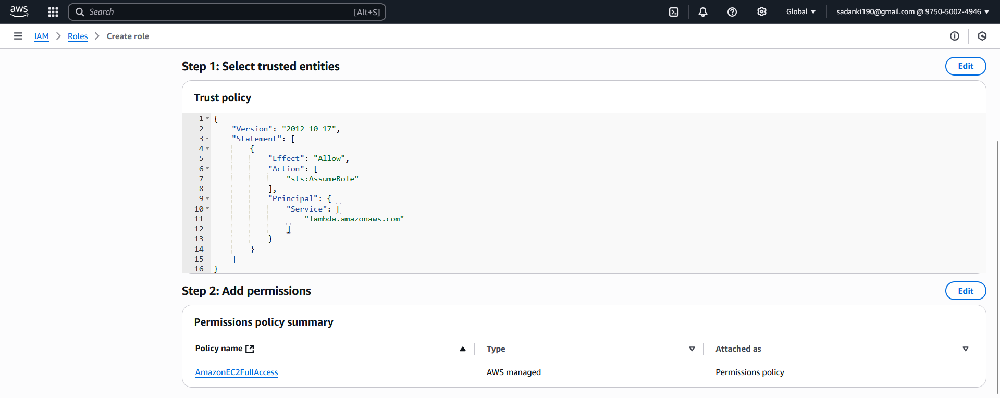 aws
Search [Alt+S]
Global
sadanki190@gmail.com @ 9750-5002-4946
IAM > Roles > Create role
Step 1: Select trusted entities
Edit
Trust policy
1 {
2 "Version": "2012-10-17",
3 "Statement": [
4 {
5 "Effect": "Allow",
6 "Action": [
7 "sts:AssumeRole"
8 ],
9 "Principal": {
10 "Service": [
11 "lambda.amazonaws.com"
12 ]
13 }
14 }
15 ]
16 }
Step 2: Add permissions
Edit
Permissions policy summary
Policy name Type Attached as
AmazonEC2FullAccess AWS managed Permissions policy